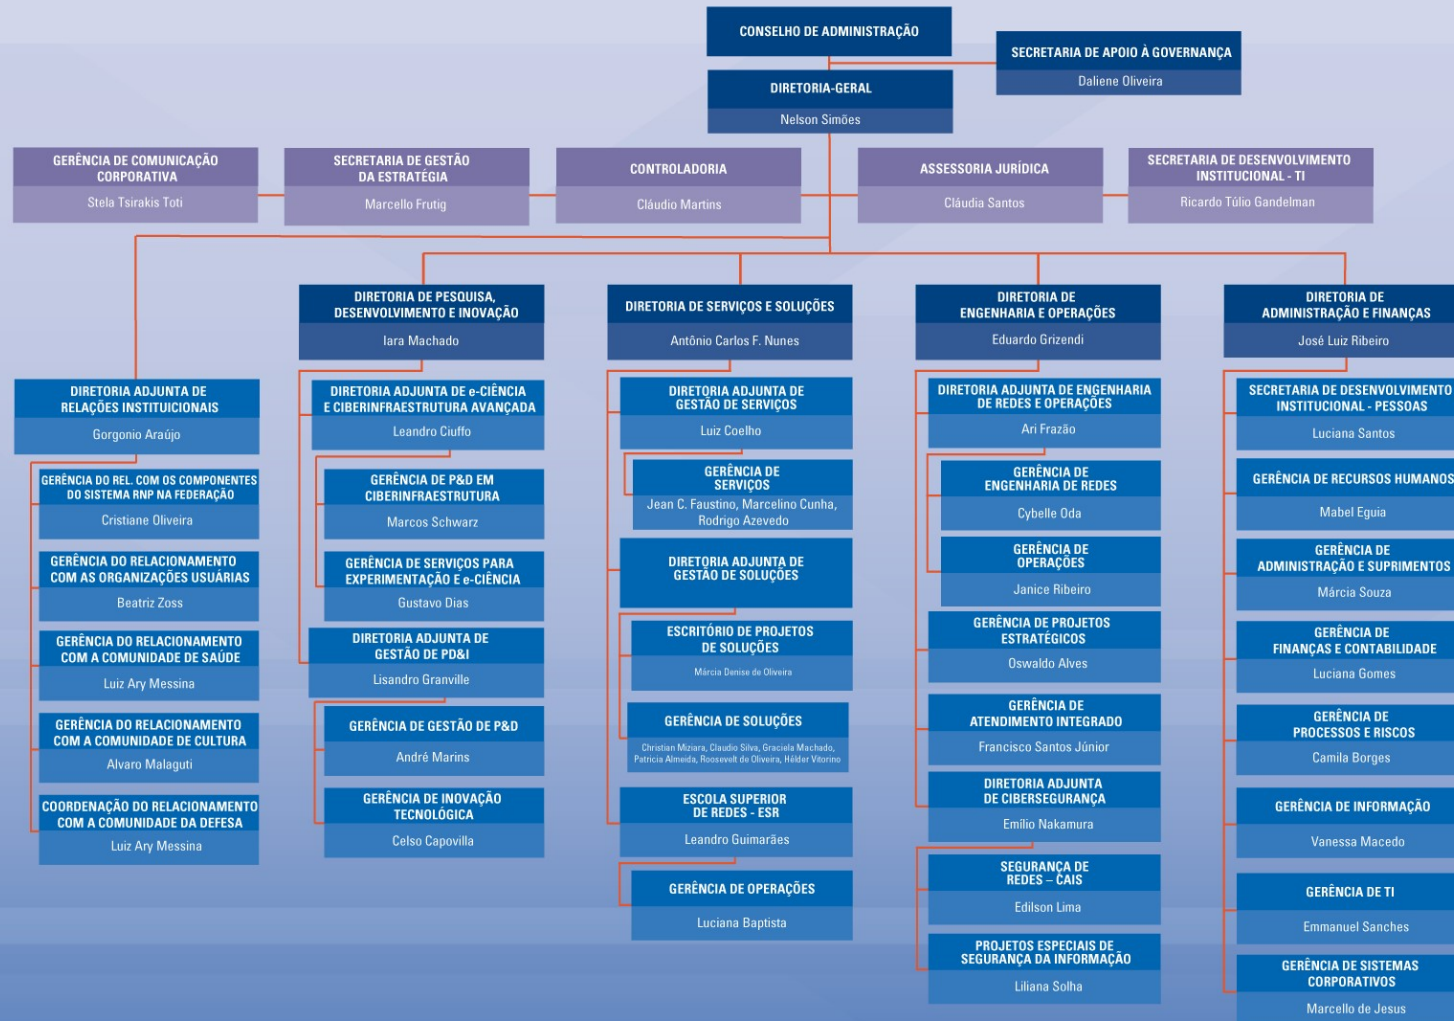 CONSELHO DE ADMINISTRAÇÃO
SECRETARIA DE APOIO À GOVERNANÇA
Daliene Oliveira
DIRETORIA-GERAL
Nelson Simões
GERÊNCIA DE COMUNICAÇÃO
CORPORATIVA
Stela Tsirakis Toti
SECRETARIA DE GESTÃO
DA ESTRATÉGIA
Marcello Frutig
CONTROLADORIA
Cláudio Martins
ASSESSORIA JURÍDICA
Cláudia Santos
SECRETARIA DE DESENVOLVIMENTO
INSTITUCIONAL - TI
Ricardo Túlio Gandelman
DIRETORIA ADJUNTA DE
RELAÇÕES INSTITUICIONAIS
Gorgonio Araújo
GERÊNCIA DO REL. COM OS COMPONENTES
DO SISTEMA RNP NA FEDERAÇÃO
Cristiane Oliveira
GERÊNCIA DO RELACIONAMENTO
COM AS ORGANIZAÇÕES USUÁRIAS
Beatriz Zoss
GERÊNCIA DO RELACIONAMENTO
COM A COMUNIDADE DE SAÚDE
Luiz Ary Messina
GERÊNCIA DO RELACIONAMENTO
COM A COMUNIDADE DE CULTURA
Alvaro Malaguti
COORDENAÇÃO DO RELACIONAMENTO
COM A COMUNIDADE DA DEFESA
Luiz Ary Messina
DIRETORIA DE PESQUISA,
DESENVOLVIMENTO E INOVAÇÃO
Iara Machado
DIRETORIA ADJUNTA DE e-CIÊNCIA
E CIBERINFRAESTRUTURA AVANÇADA
Leandro Ciuffo
GERÊNCIA DE P&D EM
CIBERINFRAESTRUTURA
Marcos Schwarz
GERÊNCIA DE SERVIÇOS PARA
EXPERIMENTAÇÃO E e-CIÊNCIA
Gustavo Dias
DIRETORIA ADJUNTA DE
GESTÃO DE PD&I
Lisandro Granville
GERÊNCIA DE GESTÃO DE P&D
André Marins
GERÊNCIA DE INOVAÇÃO
TECNOLÓGICA
Celso Capovilla
DIRETORIA DE SERVIÇOS E SOLUÇÕES
Antônio Carlos F. Nunes
DIRETORIA ADJUNTA DE
GESTÃO DE SERVIÇOS
Luiz Coelho
GERÊNCIA DE
SERVIÇOS
Jean C. Faustino, Marcelino Cunha,
Rodrigo Azevedo
DIRETORIA ADJUNTA DE
GESTÃO DE SOLUÇÕES
ESCRITÓRIO DE PROJETOS
DE SOLUÇÕES
Márcia Denise de Oliveira
GERÊNCIA DE SOLUÇÕES
Christian Miziara, Claudio Silva, Graciela Machado,
Patrícia Almeida, Roosevelt de Oliveira, Hélder Vitorino
ESCOLA SUPERIOR
DE REDES - ESR
Leandro Guimarães
GERÊNCIA DE OPERAÇÕES
Luciana Baptista
DIRETORIA DE
ENGENHARIA E OPERAÇÕES
Eduardo Grizendi
DIRETORIA ADJUNTA DE ENGENHARIA
DE REDES E OPERAÇÕES
Ari Frazão
GERÊNCIA DE
ENGENHARIA DE REDES
Cybelle Oda
GERÊNCIA DE
OPERAÇÕES
Janice Ribeiro
GERÊNCIA DE PROJETOS
ESTRATÉGICOS
Oswaldo Alves
GERÊNCIA DE
ATENDIMENTO INTEGRADO
Francisco Santos Júnior
DIRETORIA ADJUNTA
DE CIBERSEGURANÇA
Emílio Nakamura
SEGURANÇA DE
REDES – CAIS
Edilson Lima
PROJETOS ESPECIAIS DE
SEGURANÇA DA INFORMAÇÃO
Liliana Solha
DIRETORIA DE
ADMINISTRAÇÃO E FINANÇAS
José Luiz Ribeiro
SECRETARIA DE DESENVOLVIMENTO
INSTITUCIONAL - PESSOAS
Luciana Santos
GERÊNCIA DE RECURSOS HUMANOS
Mabel Eguia
GERÊNCIA DE
ADMINISTRAÇÃO E SUPRIMENTOS
Márcia Souza
GERÊNCIA DE
FINANÇAS E CONTABILIDADE
Luciana Gomes
GERÊNCIA DE
PROCESSOS E RISCOS
Camila Borges
GERÊNCIA DE INFORMAÇÃO
Vanessa Macedo
GERÊNCIA DE TI
Emmanuel Sanches
GERÊNCIA DE SISTEMAS
CORPORATIVOS
Marcello de Jesus